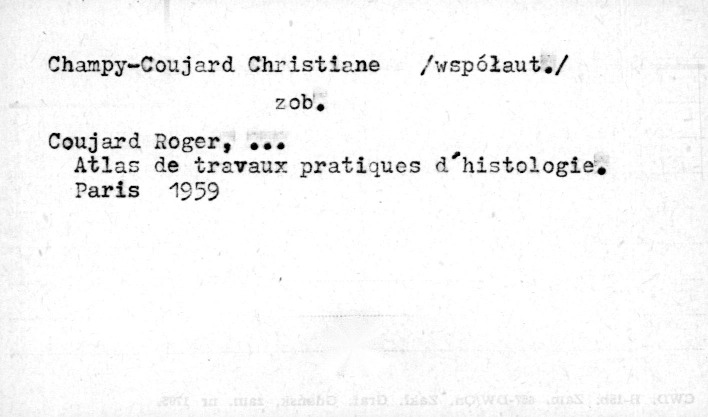 Champy-Coujard Christiane /współaut./
zob.
Coujard Roger, ...
Atlas de travaux pratiques d'histologie.
Paris 1959